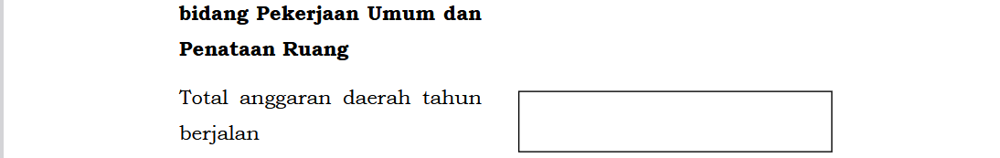 bidang Pekerjaan Umum dan
Penataan Ruang
Total anggaran daerah tahun
berjalan